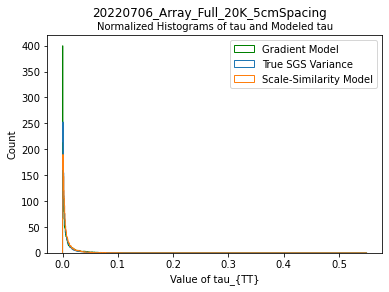 20220706_Array_Full_20K_5cmSpacing
Normalized Histograms of tau and Modeled tau
Gradient Model
True SGS Variance
Scale-Similarity Model
Count
400
350
300
250
200
150
100
50
0
0.0 0.1 0.2 0.3 0.4 0.5
Value of tau_{TT}